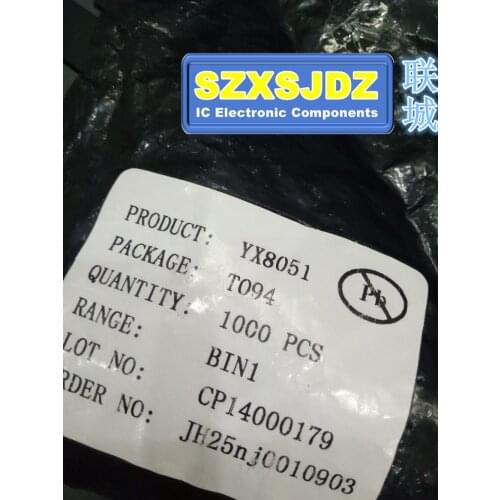 SZXSJDZ
IC Electronic Components
联
城
PRODUCT: YX8051
PACKAGE: TO94
QUANTITY: 1000 PCS
RANGE: BIN1
LOT NO: CP14000179
RDER NO: JH25nj0010903
Pb